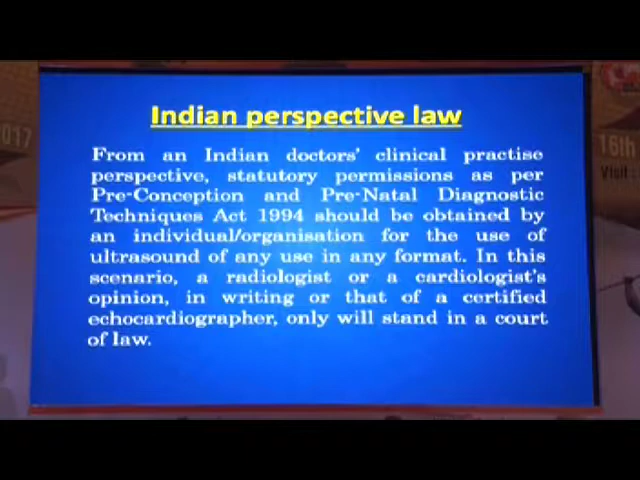 Indian perspective law
From an Indian doctors' clinical practise
perspective, statutory permissions as per
Pre-Conception and Pre-Natal Diagnostic
Techniques Act 1994 should be obtained by
an individual/organisation for the use of
ultrasound of any use in any format. In this
scenario, a radiologist or a cardiologist's
opinion, in writing or that of a certified
echocardiographer, only will stand in a court
of law.
2017
16th